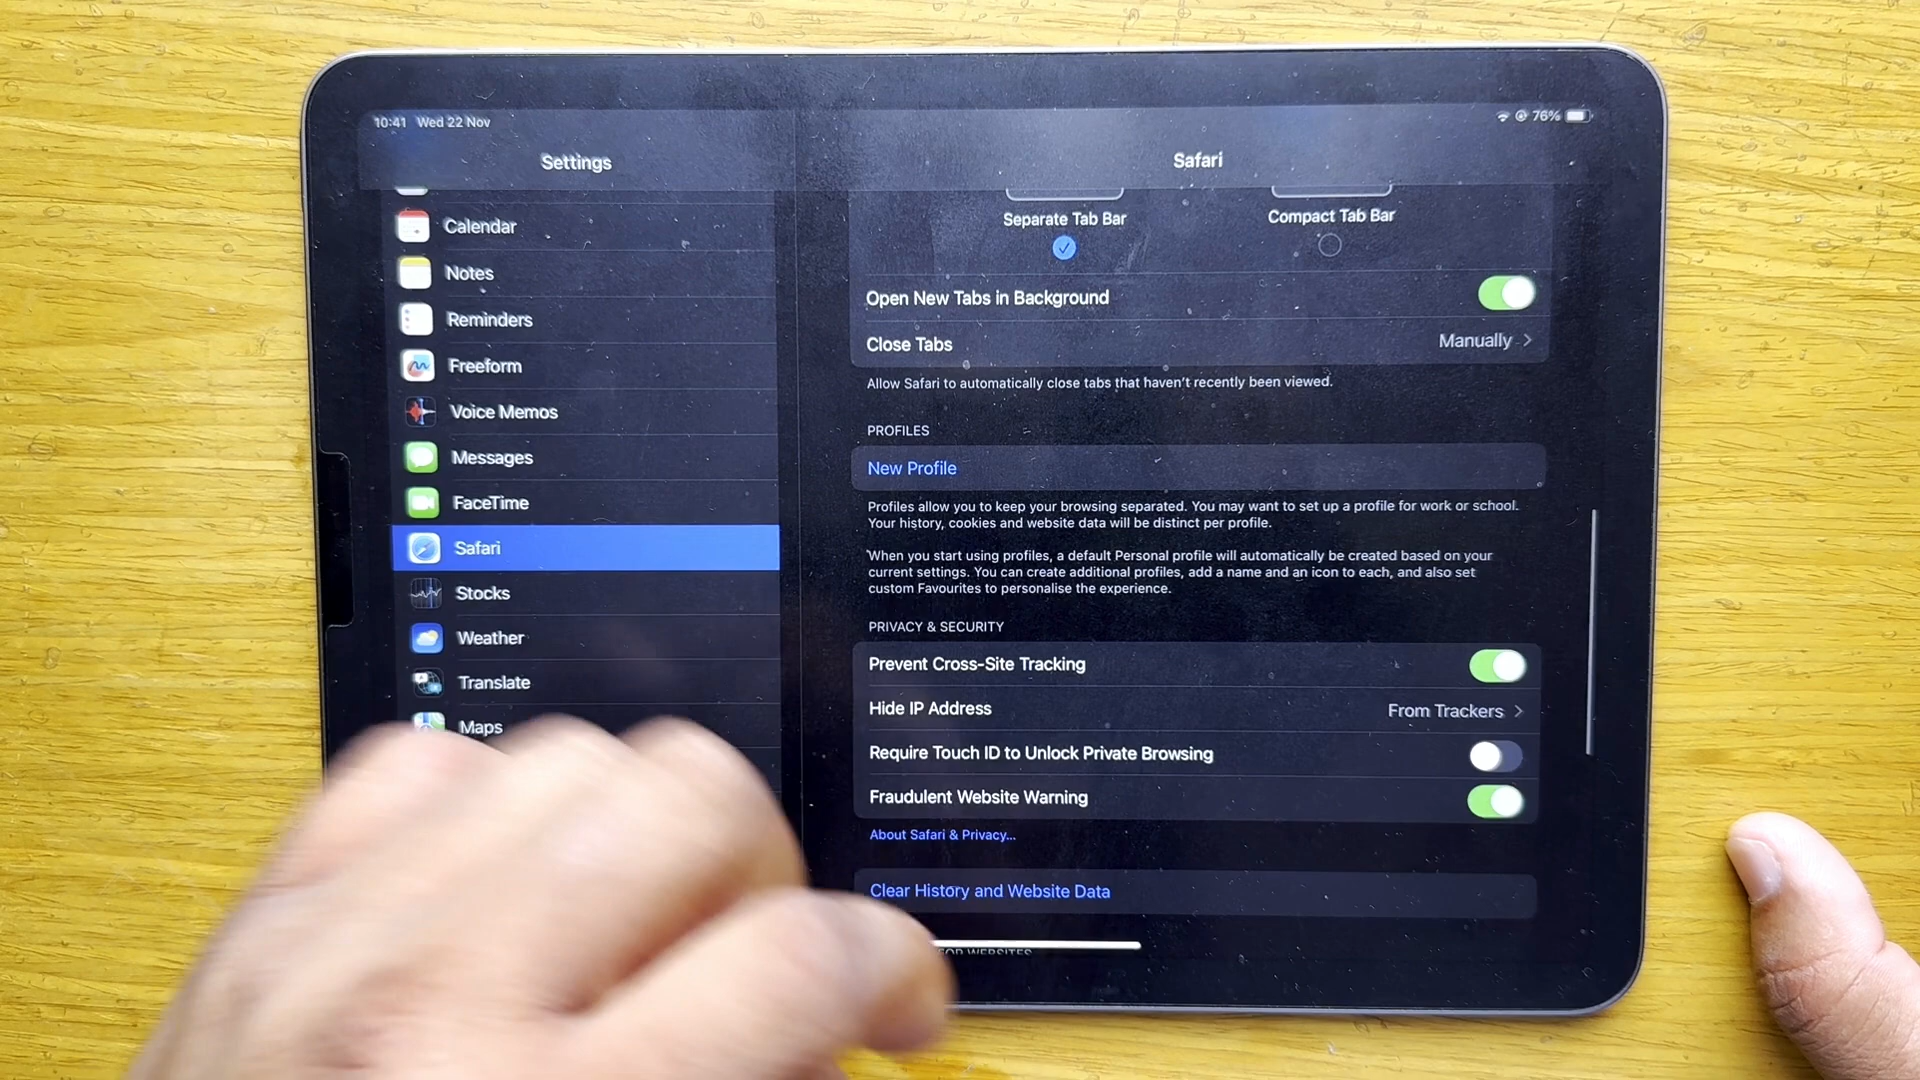 10:41 Wed 22 Nov
76%
Settings
Calendar
Notes
Reminders
Freeform
Voice Memos
Messages
FaceTime
Safari
Stocks
Weather
Translate
Maps
Safari
Separate Tab Bar
Compact Tab Bar
Open New Tabs in Background
Close Tabs
Manually
Allow Safari to automatically close tabs that haven't recently been viewed.
PROFILES
New Profile
Profiles allow you to keep your browsing separated. You may want to set up a profile for work or school.
Your history, cookies and website data will be distinct per profile.
When you start using profiles, a default Personal profile will automatically be created based on your
current settings. You can create additional profiles, add a name and an icon to each, and also set
custom Favourites to personalise the experience.
PRIVACY & SECURITY
Prevent Cross-Site Tracking
Hide IP Address
From Trackers
Require Touch ID to Unlock Private Browsing
Fraudulent Website Warning
About Safari & Privacy...
Clear History and Website Data
FOR WEBSITES